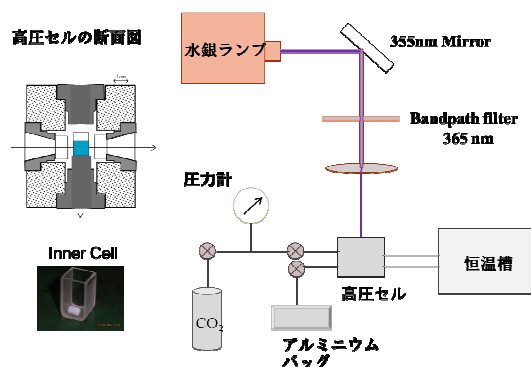 高圧セルの断面図
水銀ランプ
355nm Mirror
Bandpath filter
365 nm
圧力計
Inner Cell
CO₂
高圧セル
恒温槽
アルミニウム
バッグ